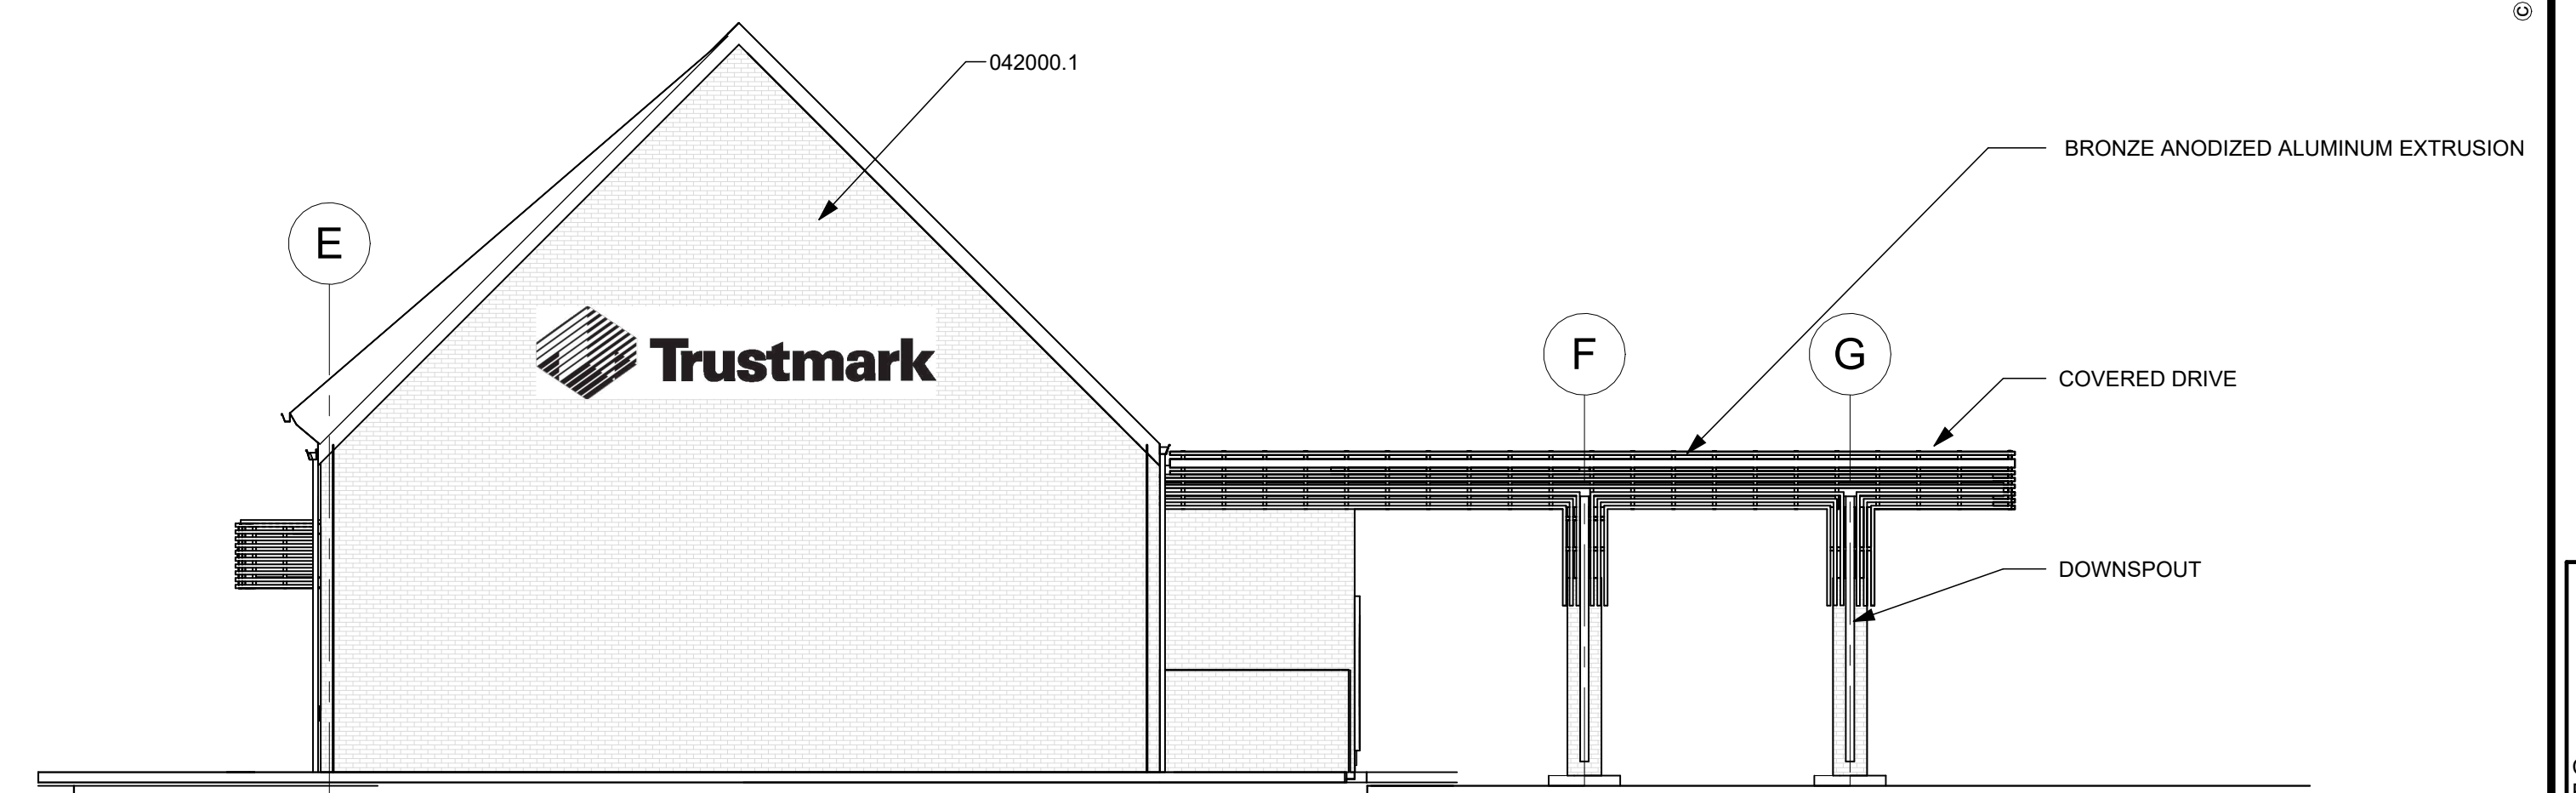 ©
042000.1
BRONZE ANODIZED ALUMINUM EXTRUSION
E
Trustmark
F
G
COVERED DRIVE
DOWNSPOUT